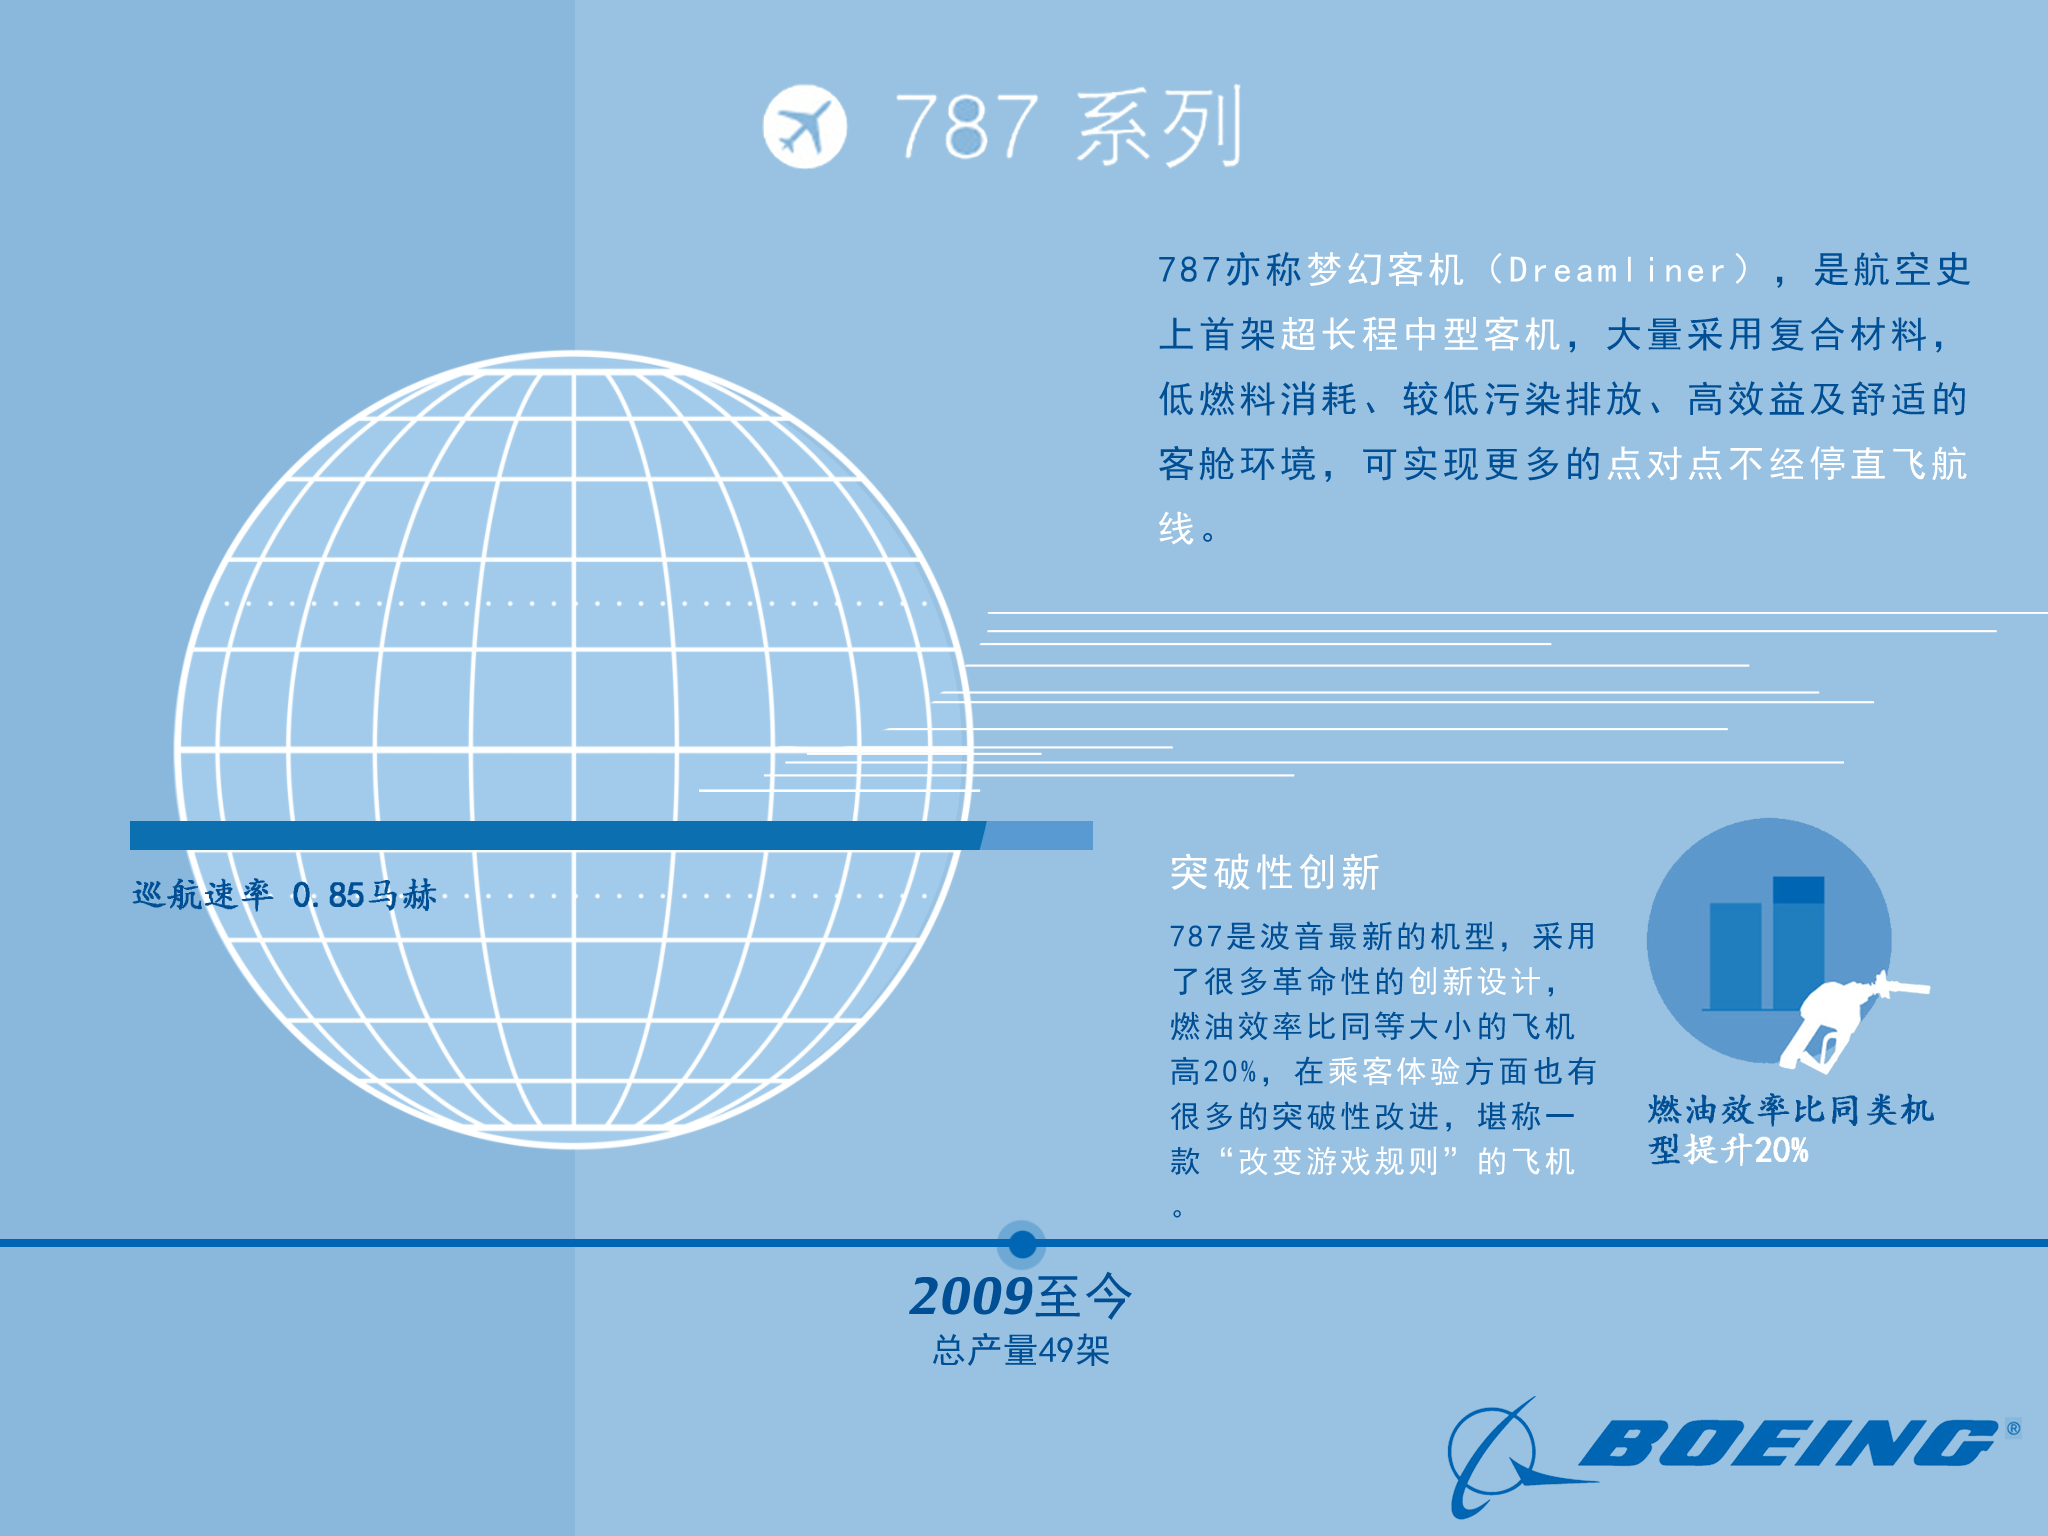 787 系列
787亦称梦幻客机（Dreamliner），是航空史
上首架超长程中型客机，大量采用复合材料，
低燃料消耗、较低污染排放、高效益及舒适的
客舱环境，可实现更多的点对点不经停直飞航
线。
巡航速率 0.85马赫
突破性创新
787是波音最新的机型，采用
了很多革命性的创新设计，
燃油效率比同等大小的飞机
高20%，在乘客体验方面也有
很多的突破性改进，堪称一
款“改变游戏规则”的飞机
。
燃油效率比同类机
型提升20%
2009至今
总产量49架
BOEING®